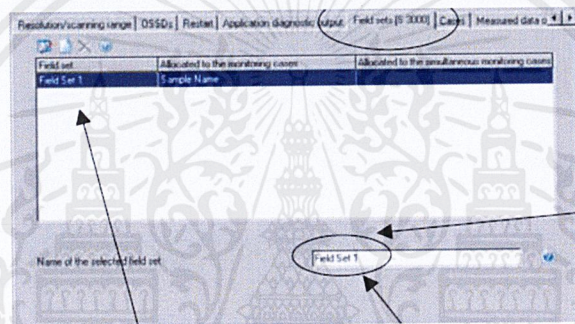 Resolution/scanning range OSSDs Restart Application diagnostic output Field sets [S 3000] Cases Measured data o
Field set Allocated to the monitoring cases Allocated to the simultaneous monitoring cases
Field Set 1 Sample Name
Name of the selected field set Field Set 1